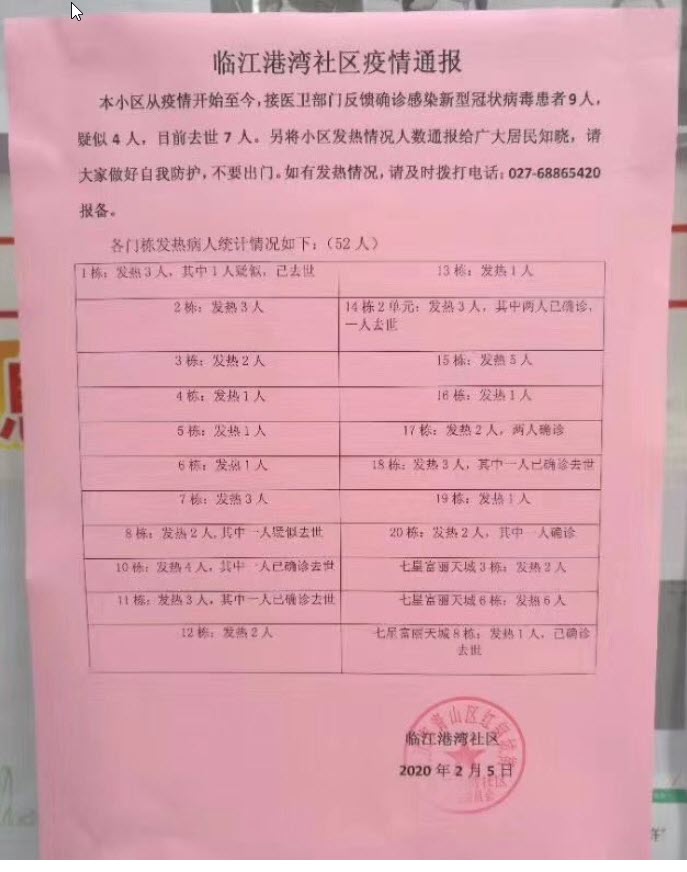 临江港湾社区疫情通报
本小区从疫情开始至今，接医卫部门反馈确诊感染新型冠状病毒患者9人，
疑似4人，目前去世7人。另将小区发热情况人数通报给广大居民知晓，请
大家做好自我防护，不要出门。如有发热情况，请及时拨打电话：027-68865420
报备。
各门栋发热病人统计情况如下：（52人）
1栋：发热3人，其中1人疑似，已去世
13栋：发热1人
2栋：发热3人
14栋2单元：发热3人，其中两人已确诊，
一人去世
3栋：发热2人
15栋：发热5人
4栋：发热1人
16栋：发热1人
5栋：发热1人
17栋：发热2人，两人确诊
6栋：发热1人
18栋：发热3人，其中一人已确诊去世
7栋：发热3人
19栋：发热1人
8栋：发热2人,其中一人疑似去世
20栋：发热2人，其中一人确诊
10栋：发热4人，其中一人已确诊去世
七星富丽天城3栋：发热2人
11栋：发热3人，其中一人已确诊去世
七星富丽天城6栋：发热6人
12栋：发热2人
七星富丽天城8栋：发热1人，已确诊
去世
临江港湾社区
2020年2月5日